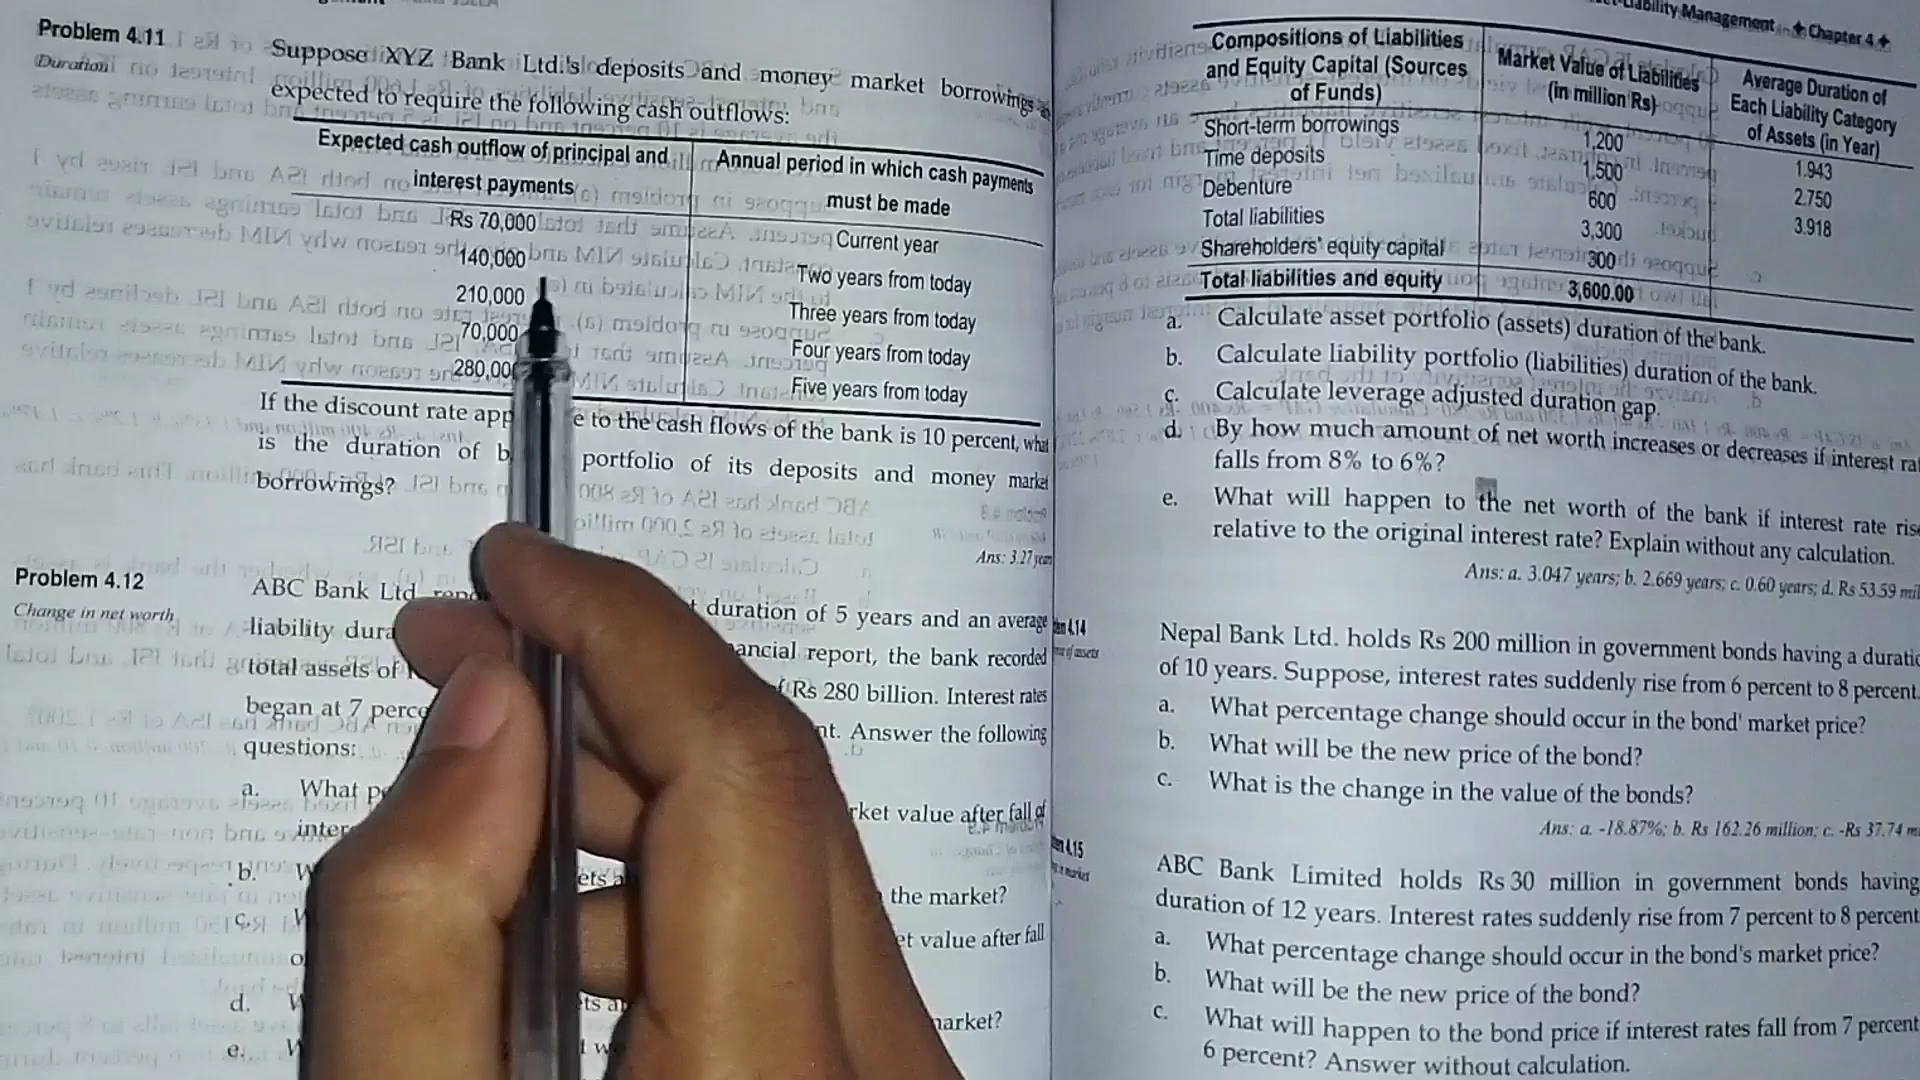 Problem 4.11
Duration
Suppose XYZ Bank Ltd.'s deposits and money market borrowings
expected to require the following cash outflows:
Expected cash outflow of principal and interest payments
Annual period in which cash payments must be made
Rs 70,000 Current year
140,000 Two years from today
210,000 Three years from today
70,000 Four years from today
280,000 Five years from today
If the discount rate app e to the cash flows of the bank is 10 percent, what
is the duration of b portfolio of its deposits and money market
borrowings?
Ans: 3.27 years
Problem 4.12
Change in net worth
ABC Bank Ltd. duration of 5 years and an average
liability dura ancial report, the bank recorded
total assets of f Rs 280 billion. Interest rates
began at 7 perce nt. Answer the following
questions:
a. What pe rket value after fall of
inter
b. W ets a the market?
c. W et value after fall
o
d. W ts a market?
e. W
Liability Management ✦ Chapter 4 ✦
Compositions of Liabilities and Equity Capital (Sources of Funds)
Market Value of Liabilities (in million Rs)
Average Duration of Each Liability Category of Assets (in Year)
Short-term borrowings 1,200 1.943
Time deposits 1,500 2.750
Debenture 600 3.918
Total liabilities 3,300
Shareholders' equity capital 300
Total liabilities and equity 3,600.00
a. Calculate asset portfolio (assets) duration of the bank.
b. Calculate liability portfolio (liabilities) duration of the bank.
c. Calculate leverage adjusted duration gap.
d. By how much amount of net worth increases or decreases if interest rat
falls from 8% to 6%?
e. What will happen to the net worth of the bank if interest rate rise
relative to the original interest rate? Explain without any calculation.
Ans: a. 3.047 years; b. 2.669 years; c. 0.60 years; d. Rs 53.59 mil
4.14
of assets
Nepal Bank Ltd. holds Rs 200 million in government bonds having a duratio
of 10 years. Suppose, interest rates suddenly rise from 6 percent to 8 percent.
a. What percentage change should occur in the bond' market price?
b. What will be the new price of the bond?
c. What is the change in the value of the bonds?
Ans: a. -18.87%; b. Rs 162.26 million; c. -Rs 37.74 m
4.15
market
ABC Bank Limited holds Rs 30 million in government bonds having
duration of 12 years. Interest rates suddenly rise from 7 percent to 8 percent
a. What percentage change should occur in the bond's market price?
b. What will be the new price of the bond?
c. What will happen to the bond price if interest rates fall from 7 percent
6 percent? Answer without calculation.